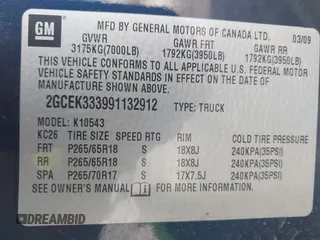 GM
MFD BY GENERAL MOTORS OF CANADA LTD.
03/09
GVWR GAWR FRT GAWR RR
3175KG(7000LB) 1792KG(3950LB) 1792KG(3950LB)
THIS VEHICLE CONFORMS TO ALL APPLICABLE
U.S. FEDERAL MOTOR VEHICLE SAFETY STANDARDS
IN EFFECT ON THE DATE OF
MANUFACTURE SHOWN ABOVE.
2GCEK333991132912 TYPE: TRUCK
MODEL: K10543
KC26 TIRE SIZE SPEED RTG RIM COLD TIRE PRESSURE
FRT P265/65R18 S 18X8J 240KPA(35PSI)
RR P265/65R18 S 18X8J 240KPA(35PSI)
SPA P265/70R17 S 17X7.5J 240KPA(35PSI)
SEE OWNER'S MANUAL FOR ADDITIONAL INFORMATION
DREAMBID